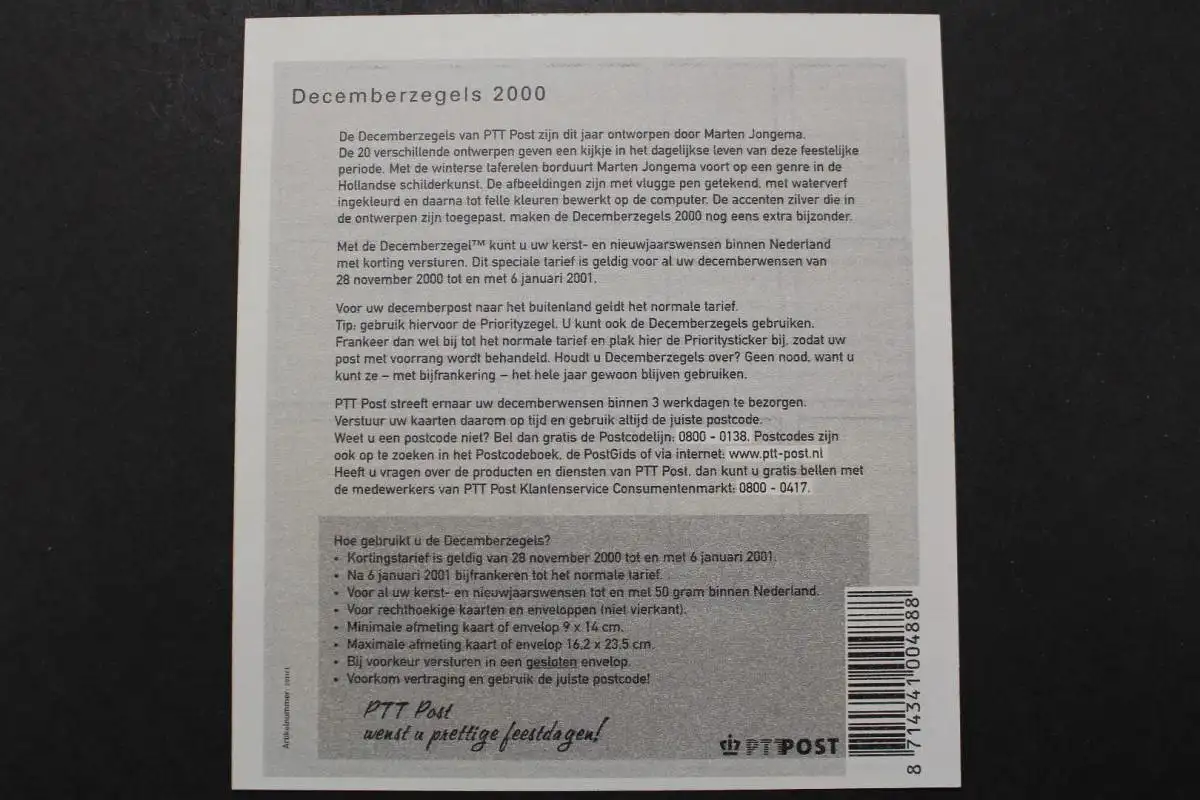 Decemberzegels 2000
De Decemberzegels van PTT Post zijn dit jaar ontworpen door Marten Jongema.
De 20 verschillende ontwerpen geven een kijkje in het dagelijkse leven van deze feestelijke
periode. Met de winterse taferelen borduurt Marten Jongema voort op een genre in de
Hollandse schilderkunst. De afbeeldingen zijn met vlugge pen getekend, met waterverf
ingekleurd en daarna tot felle kleuren bewerkt op de computer. De accenten zilver die in
de ontwerpen zijn toegepast, maken de Decemberzegels 2000 nog eens extra bijzonder.
Met de Decemberzegel™ kunt u uw kerst- en nieuwjaarswensen binnen Nederland
met korting versturen. Dit speciale tarief is geldig voor al uw decemberwensen van
28 november 2000 tot en met 6 januari 2001.
Voor uw decemberpost naar het buitenland geldt het normale tarief.
Tip: gebruik hiervoor de Priorityzegel. U kunt ook de Decemberzegels gebruiken.
Frankeer dan wel bij tot het normale tarief en plak hier de Prioritysticker bij, zodat uw
post met voorrang wordt behandeld. Houdt u Decemberzegels over? Geen nood, want u
kunt ze – met bijfrankering – het hele jaar gewoon blijven gebruiken.
PTT Post streeft ernaar uw decemberwensen binnen 3 werkdagen te bezorgen.
Verstuur uw kaarten daarom op tijd en gebruik altijd de juiste postcode.
Weet u een postcode niet? Bel dan gratis de Postcodelijn: 0800 - 0138. Postcodes zijn
ook op te zoeken in het Postcodeboek, de PostGids of via internet: www.ptt-post.nl
Heeft u vragen over de producten en diensten van PTT Post, dan kunt u gratis bellen met
de medewerkers van PTT Post Klantenservice Consumentenmarkt: 0800 - 0417.
Hoe gebruikt u de Decemberzegels?
• Kortingstarief is geldig van 28 november 2000 tot en met 6 januari 2001.
• Na 6 januari 2001 bijfrankeren tot het normale tarief.
• Voor al uw kerst- en nieuwjaarswensen tot en met 50 gram binnen Nederland.
• Voor rechthoekige kaarten en enveloppen (niet vierkant).
• Minimale afmeting kaart of envelop 9 x 14 cm.
• Maximale afmeting kaart of envelop 16,2 x 23,5 cm.
• Bij voorkeur versturen in een gesloten envelop.
• Voorkom vertraging en gebruik de juiste postcode!
PTT Post
wenst u prettige feestdagen!
PTT POST
8 714341 004888
Artikelnummer: